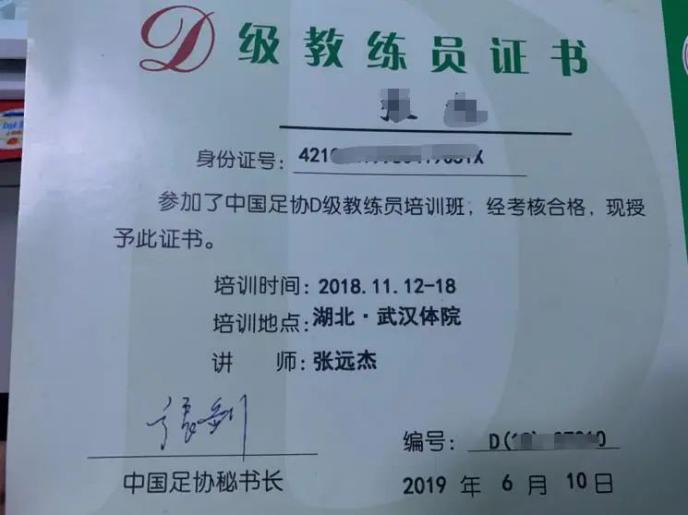 D级教练员证书
身份证号：
参加了中国足协D级教练员培训班，经考核合格，现授
予此证书。
培训时间：2018.11.12-18
培训地点：湖北·武汉体院
讲 师：张远杰
编号：
中国足协秘书长
2019 年 6 月 10 日